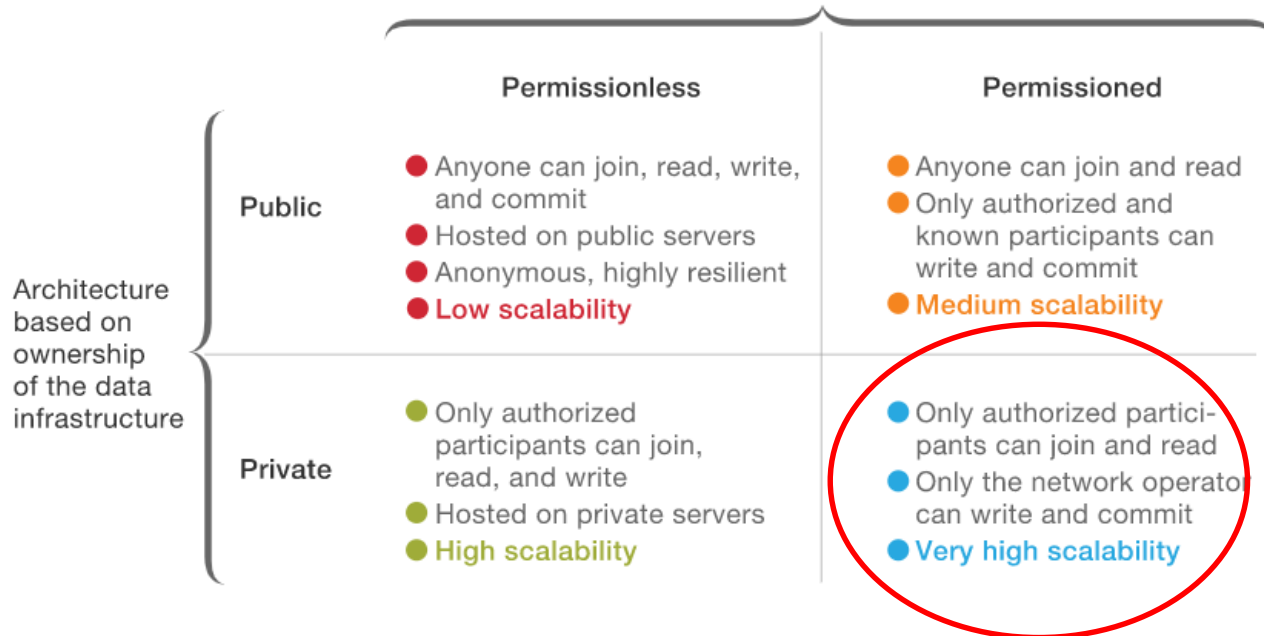 Permissionless
Permissioned
Architecture
based on
ownership
of the data
infrastructure
Public
Anyone can join, read, write,
and commit
Hosted on public servers
Anonymous, highly resilient
Low scalability
Anyone can join and read
Only authorized and
known participants can
write and commit
Medium scalability
Private
Only authorized
participants can join,
read, and write
Hosted on private servers
High scalability
Only authorized partici-
pants can join and read
Only the network operator
can write and commit
Very high scalability